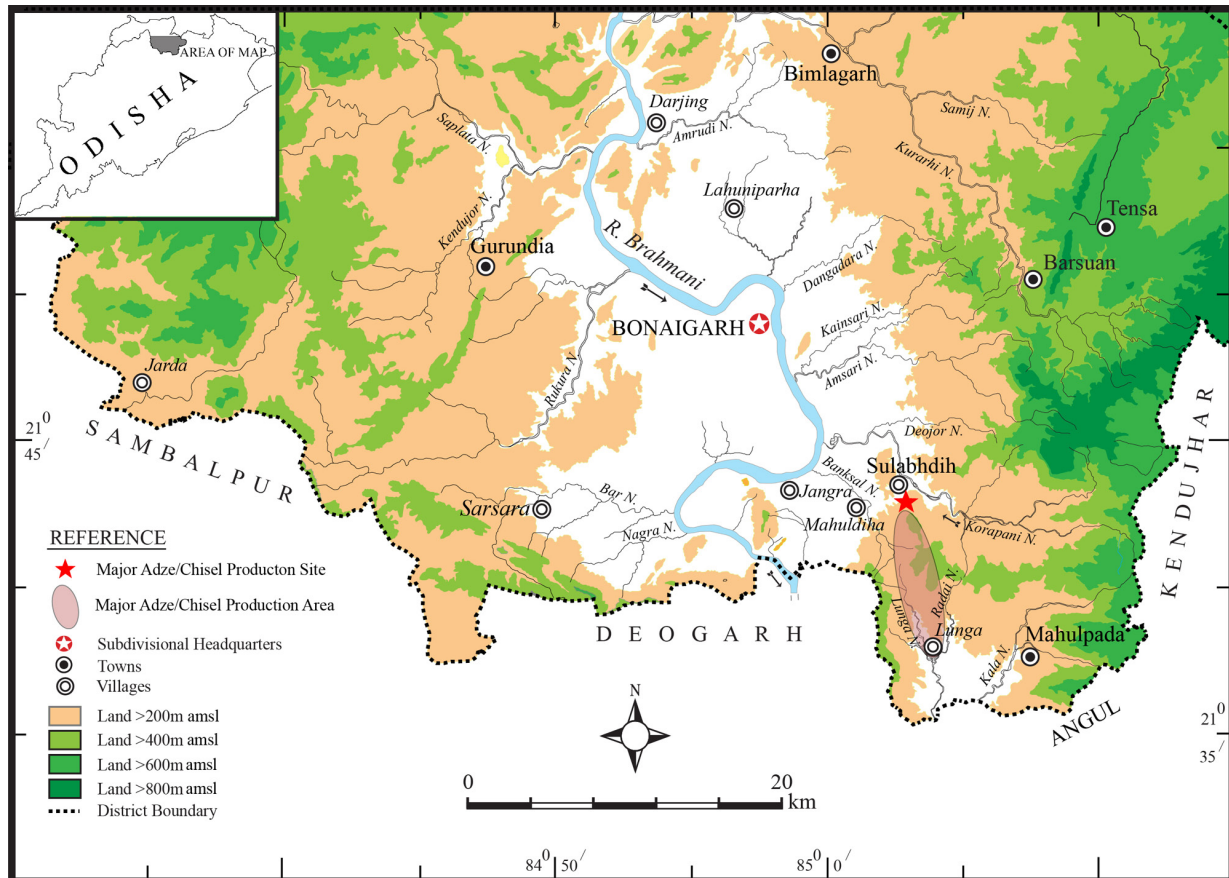 AREA OF MAP
ODISHA
Bimlagarh
Darjing
Amrudi N.
Samij N.
Saplata N.
Kurarhi N.
Lahuniparha
Kendujor N.
Tensa
Gurundia
R. Brahmani
Dangadara N.
Barsuan
BONAIGARH
Kainsari N.
Amsari N.
Jarda
Rukura N.
KENDUJHAR
21⁰
45/
SAMBALPUR
Deojor N.
Sulabhdih
Banksal N.
Jangra
Sarsara
Bar N.
Mahuldiha
Nagra N.
Korapani N.
REFERENCE
Major Adze/Chisel Producton Site
Major Adze/Chisel Production Area
Subdivisional Headquarters
Towns
Villages
Land >200m amsl
Land >400m amsl
Land >600m amsl
Land >800m amsl
District Boundary
Radai N.
Lunga N.
Lunga
DEOGARH
Mahulpada
Kala N.
ANGUL
21⁰
35/
N
0 20
km
84⁰ 50/
85⁰ 0/